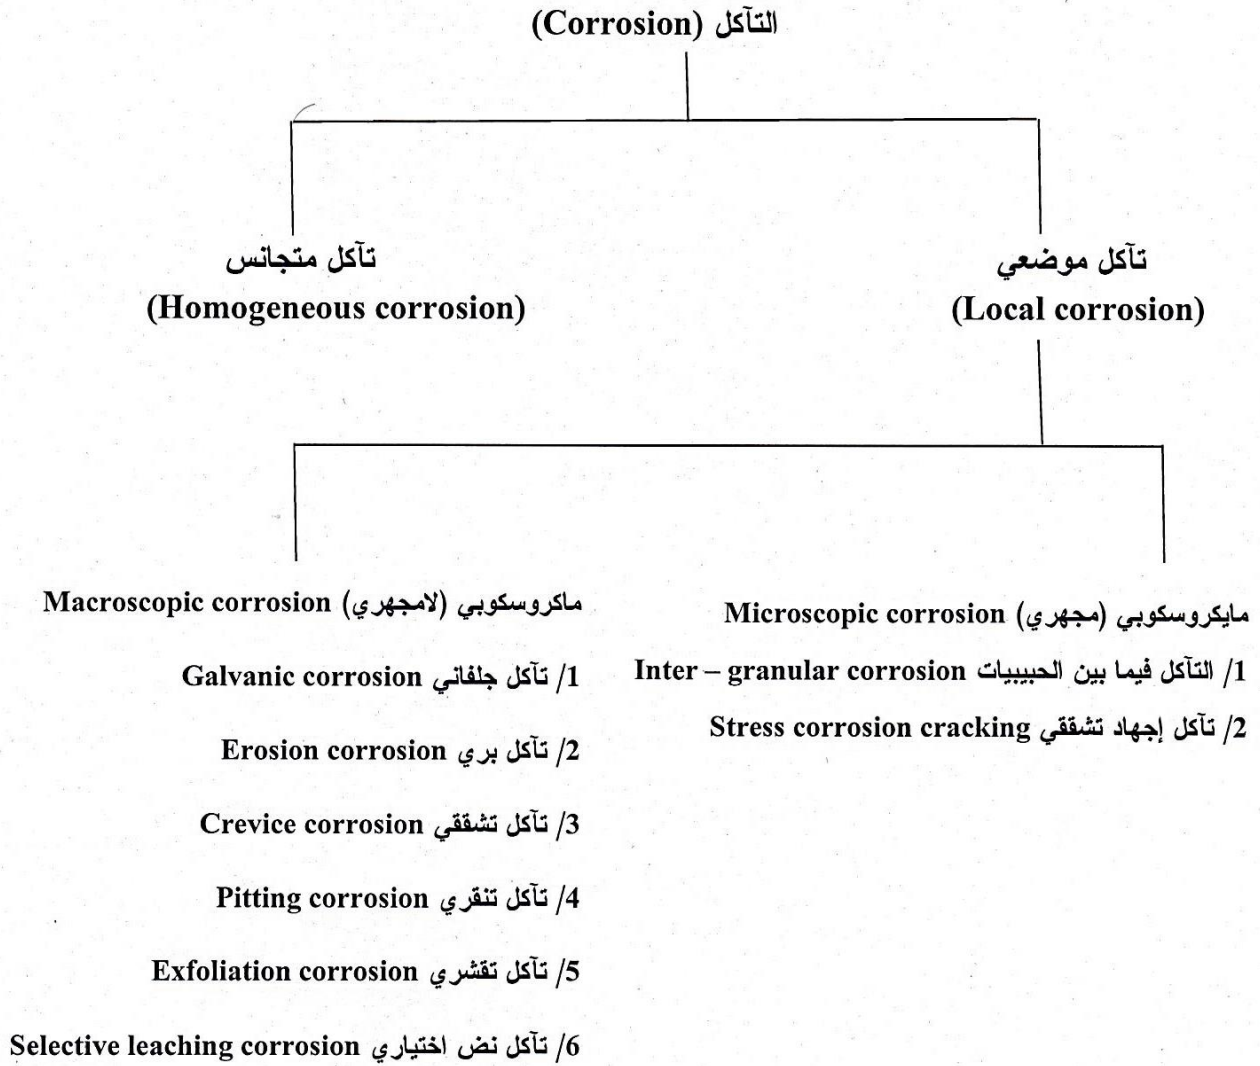 التآكل (Corrosion)
تآكل موضعي
(Local corrosion)
تآكل متجانس
(Homogeneous corrosion)
مايكروسكوبي (مجهري) Microscopic corrosion
1/ التآكل فيما بين الحبيبيات Inter – granular corrosion
2/ تآكل إجهاد تشققي Stress corrosion cracking
ماكروسكوبي (لامجهري) Macroscopic corrosion
1/ تآكل جلفاني Galvanic corrosion
2/ تآكل بري Erosion corrosion
3/ تآكل تشققي Crevice corrosion
4/ تآكل تنقري Pitting corrosion
5/ تآكل تقشري Exfoliation corrosion
6/ تآكل نض اختياري Selective leaching corrosion